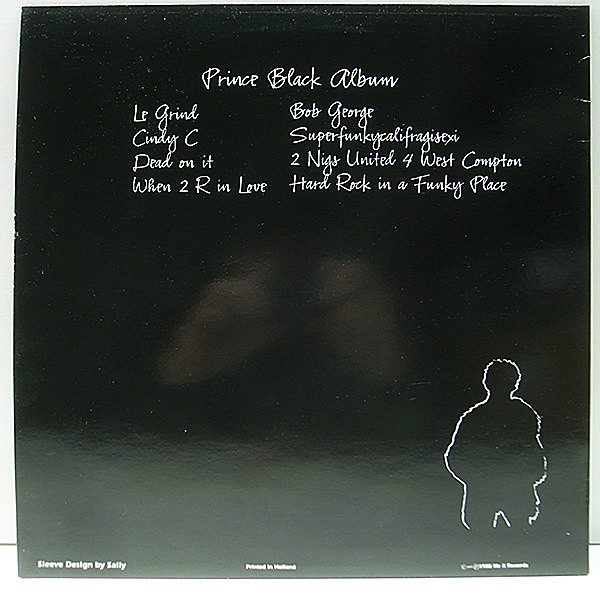 Prince Black Album
Le Grind
Cindy C
Dead on it
When 2 R in Love
Bob George
Superfunkycalifragisexi
2 Nigs United 4 West Compton
Hard Rock in a Funky Place
Sleeve Design by Sally
Printed in Holland
Records